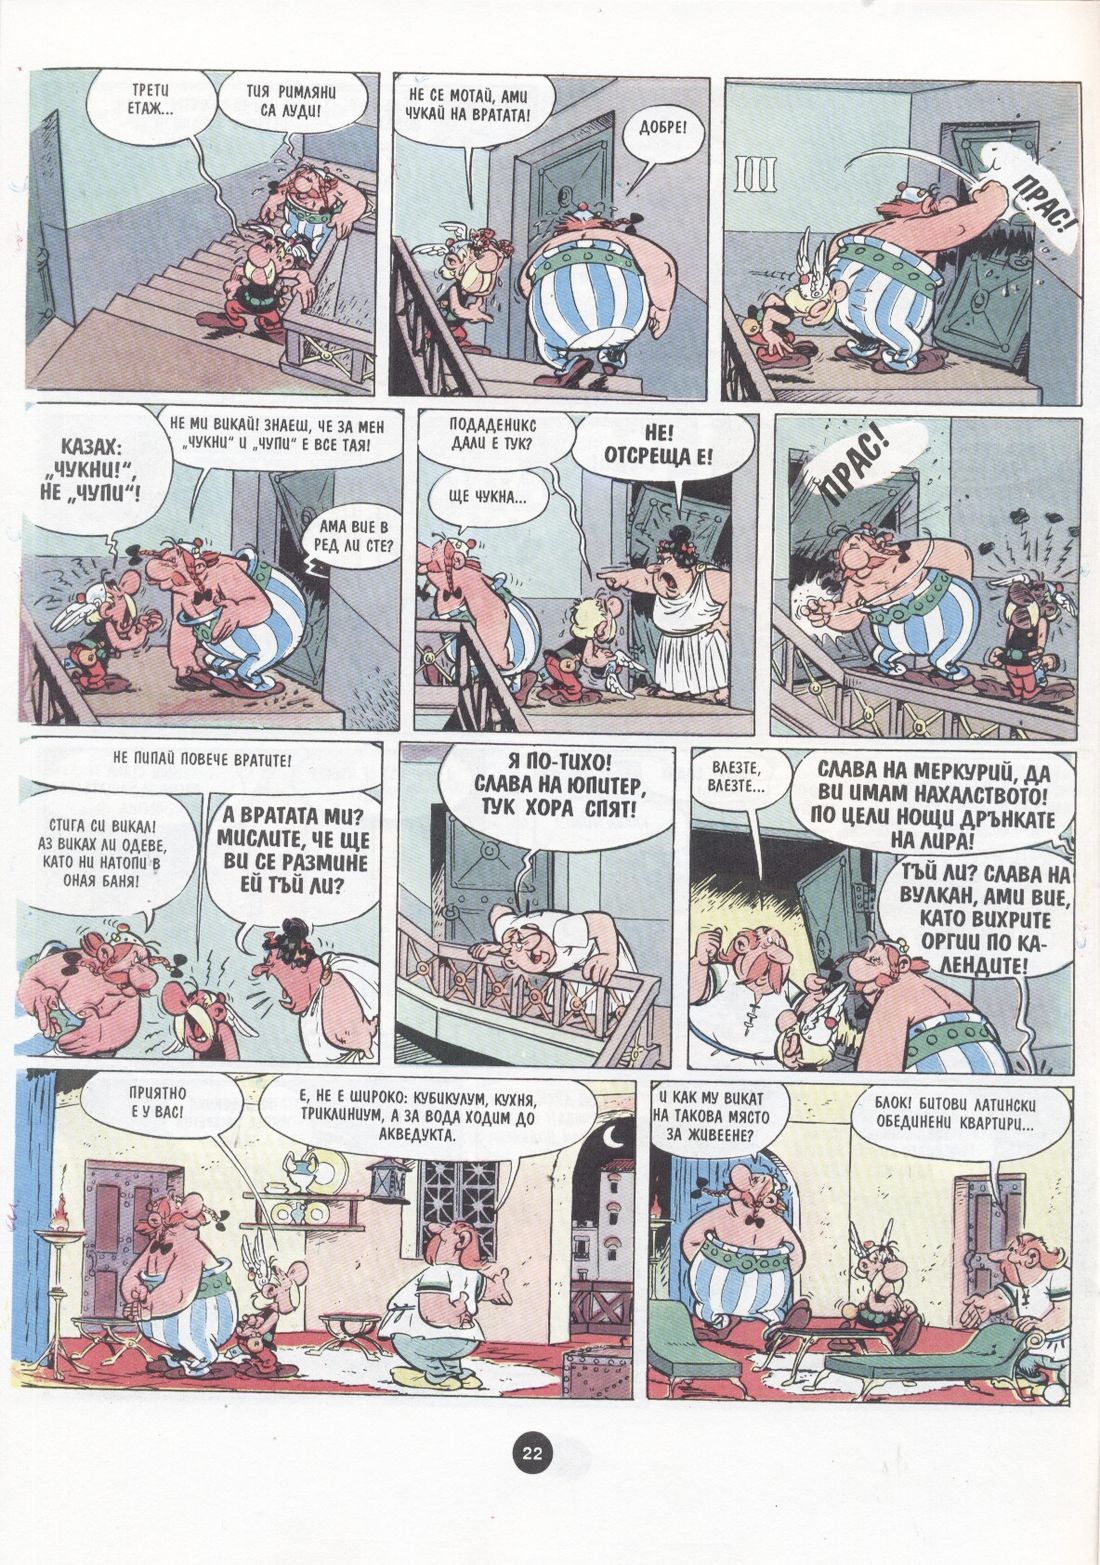 ТРЕТИ
ЕТАЖ...
ТИЯ РИМЛЯНИ
СА ЛУДИ!
НЕ СЕ МОТАЙ, АМИ
ЧУКАЙ НА ВРАТАТА!
ДОБРЕ!
III
ПРАС!
КАЗАХ:
„ЧУКНИ!“,
НЕ „ЧУПИ“!
НЕ МИ ВИКАЙ! ЗНАЕШ, ЧЕ ЗА МЕН
„ЧУКНИ“ И „ЧУПИ“ Е ВСЕ ТАЯ!
АМА ВИЕ В
РЕД ЛИ СТЕ?
ПОДАДЕНИКС
ДАЛИ Е ТУК?
НЕ!
ОТСРЕЩА Е!
ЩЕ ЧУКНА...
ПРАС!
НЕ ПИПАЙ ПОВЕЧЕ ВРАТИТЕ!
СТИГА СИ ВИКАЛ!
АЗ ВИКАХ ЛИ ОДЕВЕ,
КАТО НИ НАТОПИ В
ОНАЯ БАНЯ!
А ВРАТАТА МИ?
МИСЛИТЕ, ЧЕ ЩЕ
ВИ СЕ РАЗМИНЕ
ЕЙ ТЪЙ ЛИ?
Я ПО-ТИХО!
СЛАВА НА ЮПИТЕР,
ТУК ХОРА СПЯТ!
ВЛЕЗТЕ,
ВЛЕЗТЕ...
СЛАВА НА МЕРКУРИЙ, ДА
ВИ ИМАМ НАХАЛСТВОТО!
ПО ЦЕЛИ НОЩИ ДРЪНКАТЕ
НА ЛИРА!
ТЪЙ ЛИ? СЛАВА НА
ВУЛКАН, АМИ ВИЕ,
КАТО ВИХРИТЕ
ОРГИИ ПО КА-
ЛЕНДИТЕ!
ПРИЯТНО
Е У ВАС!
Е, НЕ Е ШИРОКО: КУБИКУЛУМ, КУХНЯ,
ТРИКЛИНИУМ, А ЗА ВОДА ХОДИМ ДО
АКВЕДУКТА.
И КАК МУ ВИКАТ
НА ТАКОВА МЯСТО
ЗА ЖИВЕЕНЕ?
БЛОК! БИТОВИ ЛАТИНСКИ
ОБЕДИНЕНИ КВАРТИРИ...
22